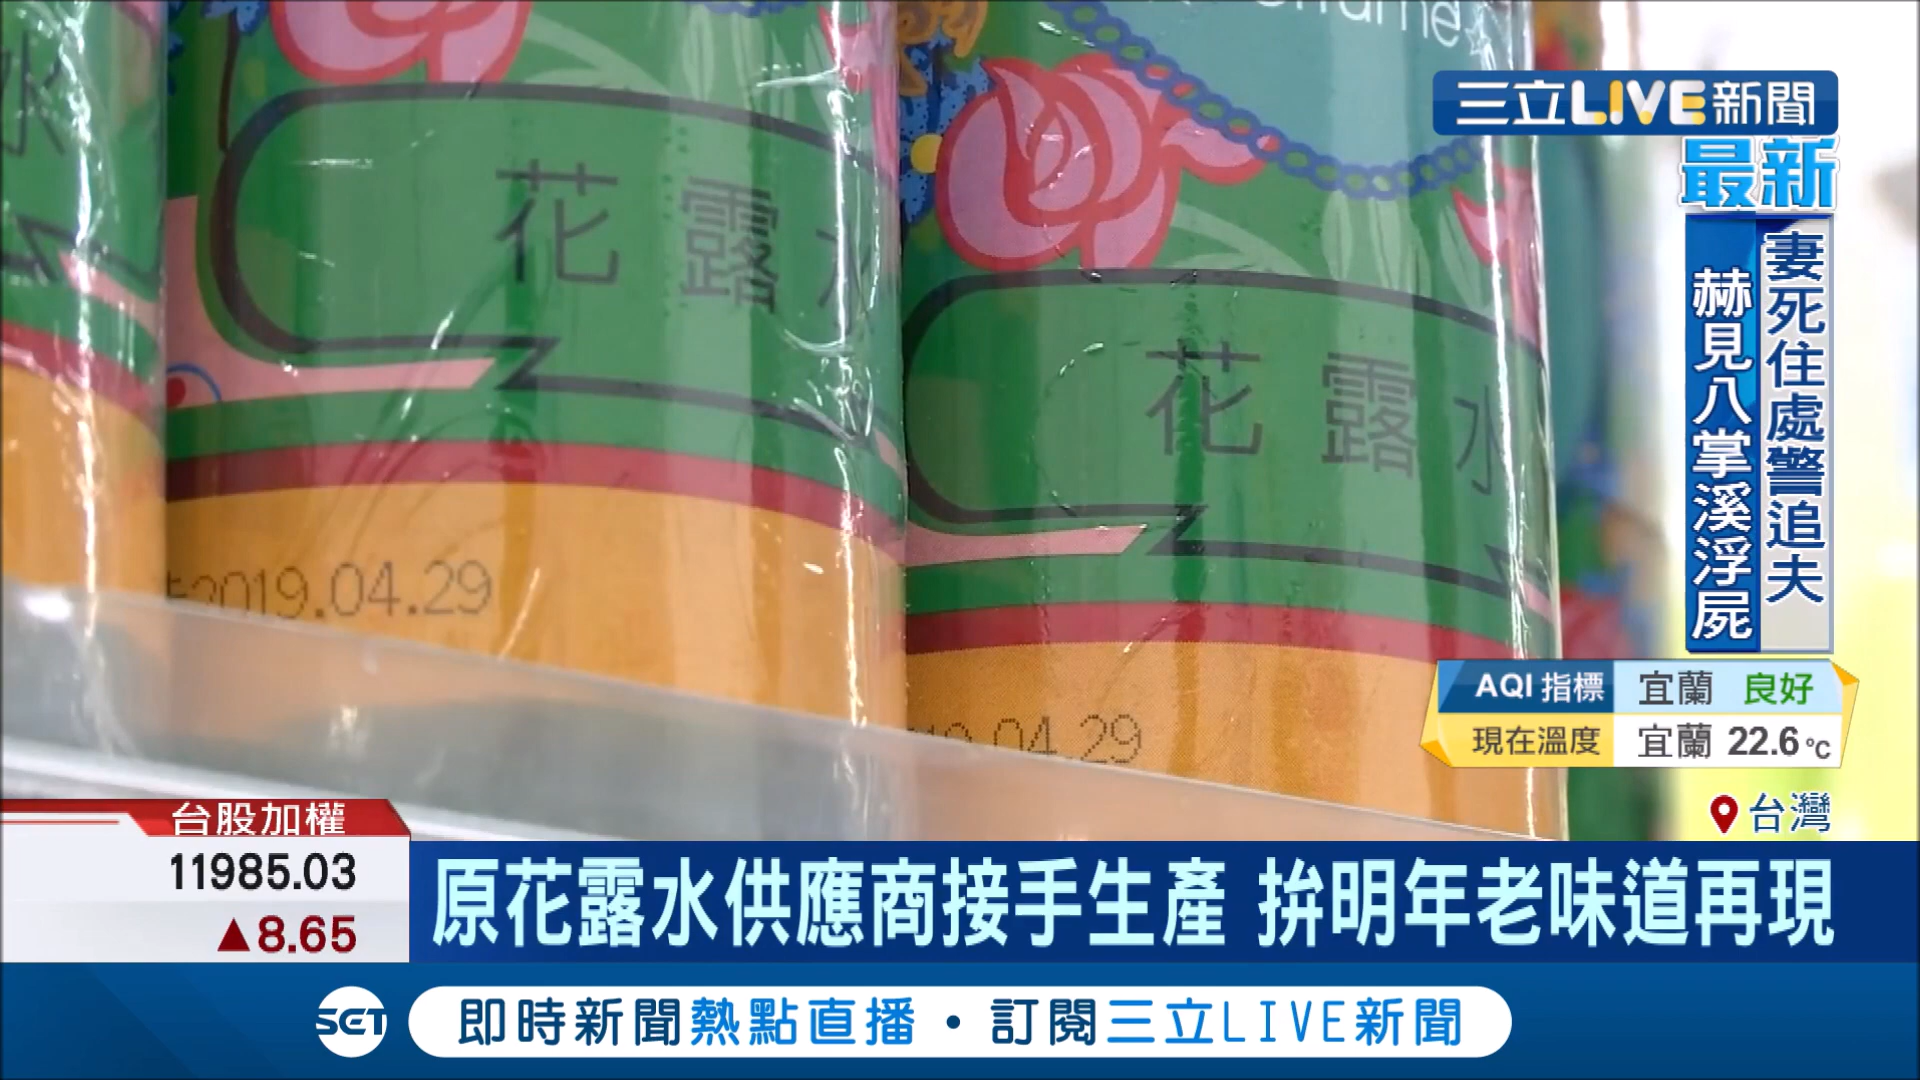 花露水
花露水
2019.04.29
04.29
三立LIVE新聞
最新
妻死住處警追夫
赫見八掌溪浮屍
AQI 指標 宜蘭 良好
現在溫度 宜蘭 22.6℃
台灣
台股加權
11985.03
▲8.65
原花露水供應商接手生產 拚明年老味道再現
SET 即時新聞熱點直播・訂閱三立LIVE新聞